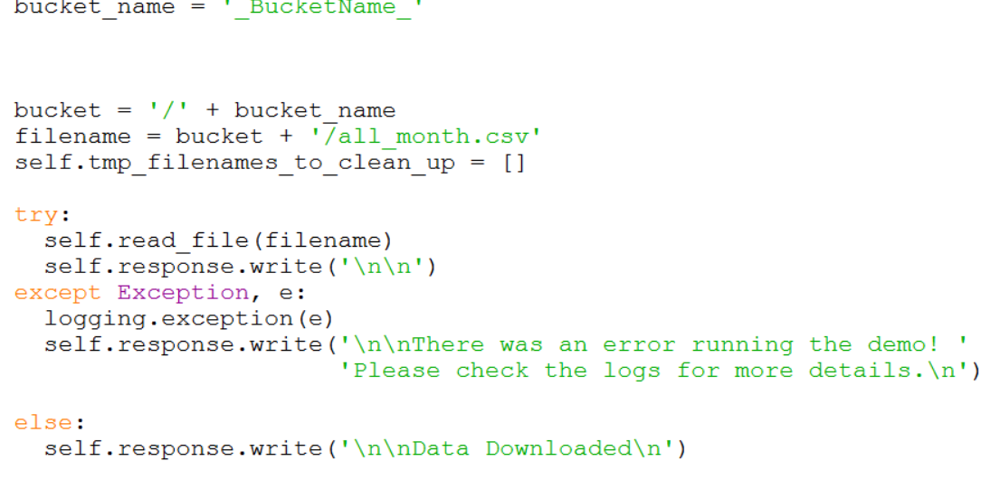 bucket_name = '_BucketName_'
bucket = '/' + bucket_name
filename = bucket + '/all_month.csv'
self.tmp_filenames_to_clean_up = []
try:
  self.read_file(filename)
  self.response.write('\n\n')
except Exception, e:
  logging.exception(e)
  self.response.write('\n\nThere was an error running the demo! '
                      'Please check the logs for more details.\n')
else:
  self.response.write('\n\nData Downloaded\n')